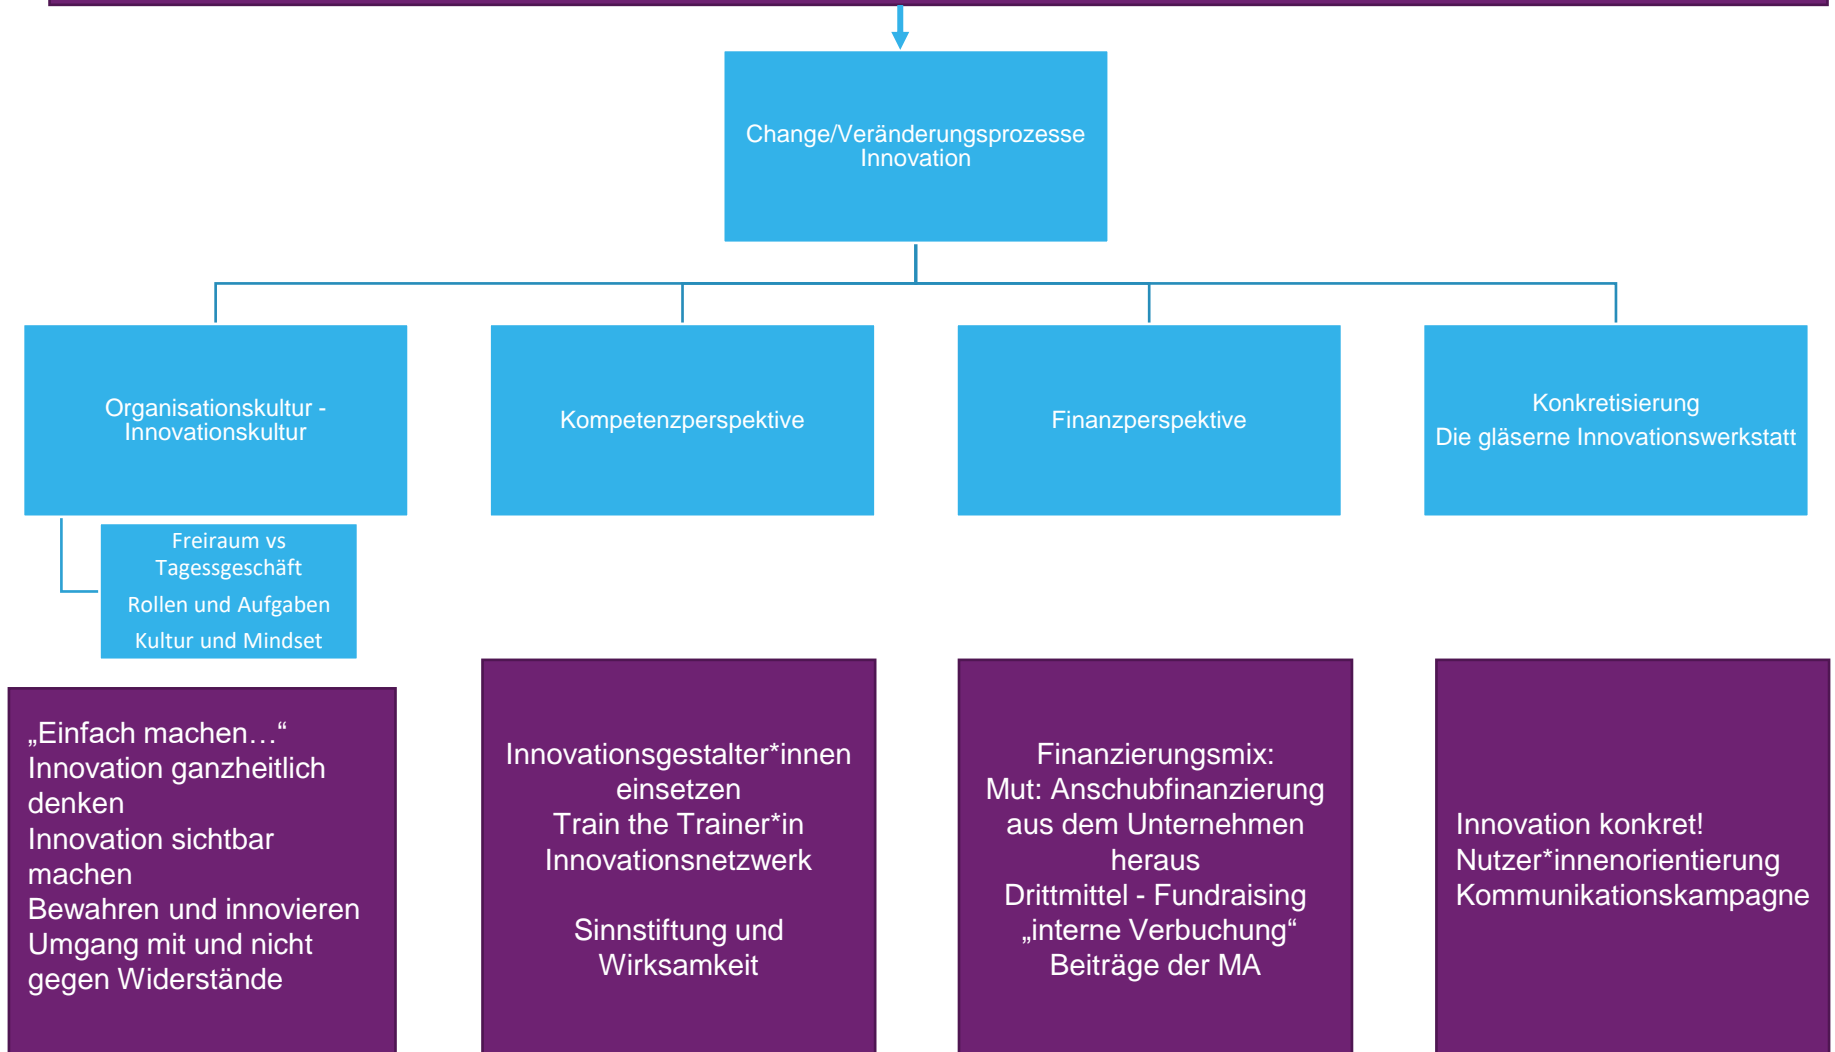 Change/Veränderungsprozesse
Innovation
Organisationskultur -
Innovationskultur
Kompetenzperspektive
Finanzperspektive
Konkretisierung
Die gläserne Innovationswerkstatt
Freiraum vs
Tagessgeschäft
Rollen und Aufgaben
Kultur und Mindset
„Einfach machen…“
Innovation ganzheitlich
denken
Innovation sichtbar
machen
Bewahren und innovieren
Umgang mit und nicht
gegen Widerstände
Innovationsgestalter*innen
einsetzen
Train the Trainer*in
Innovationsnetzwerk
Sinnstiftung und
Wirksamkeit
Finanzierungsmix:
Mut: Anschubfinanzierung
aus dem Unternehmen
heraus
Drittmittel - Fundraising
„interne Verbuchung“
Beiträge der MA
Innovation konkret!
Nutzer*innenorientierung
Kommunikationskampagne